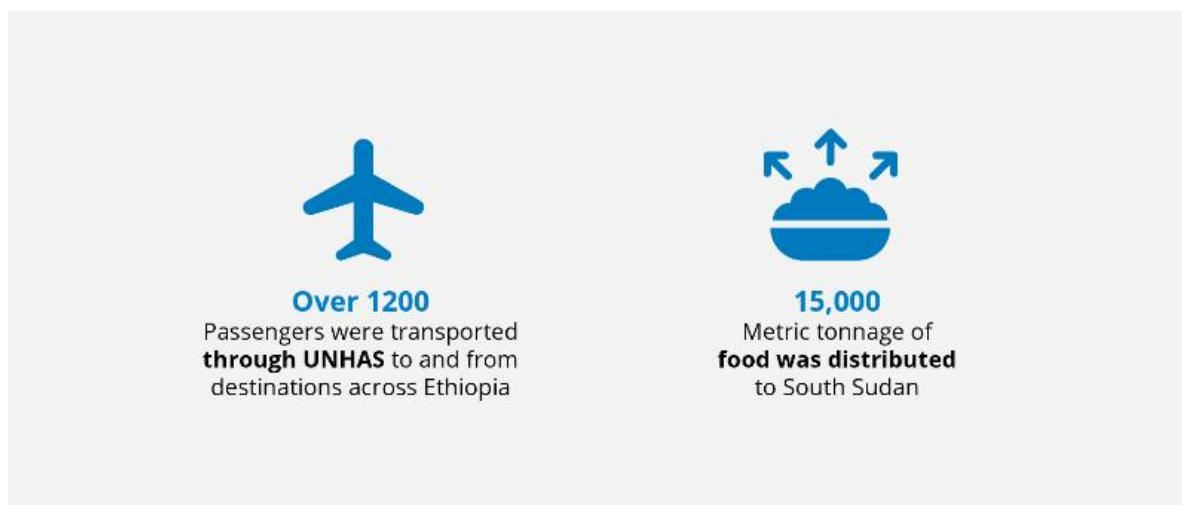 Over 1200
Passengers were transported
through UNHAS to and from
destinations across Ethiopia
15,000
Metric tonnage of
food was distributed
to South Sudan